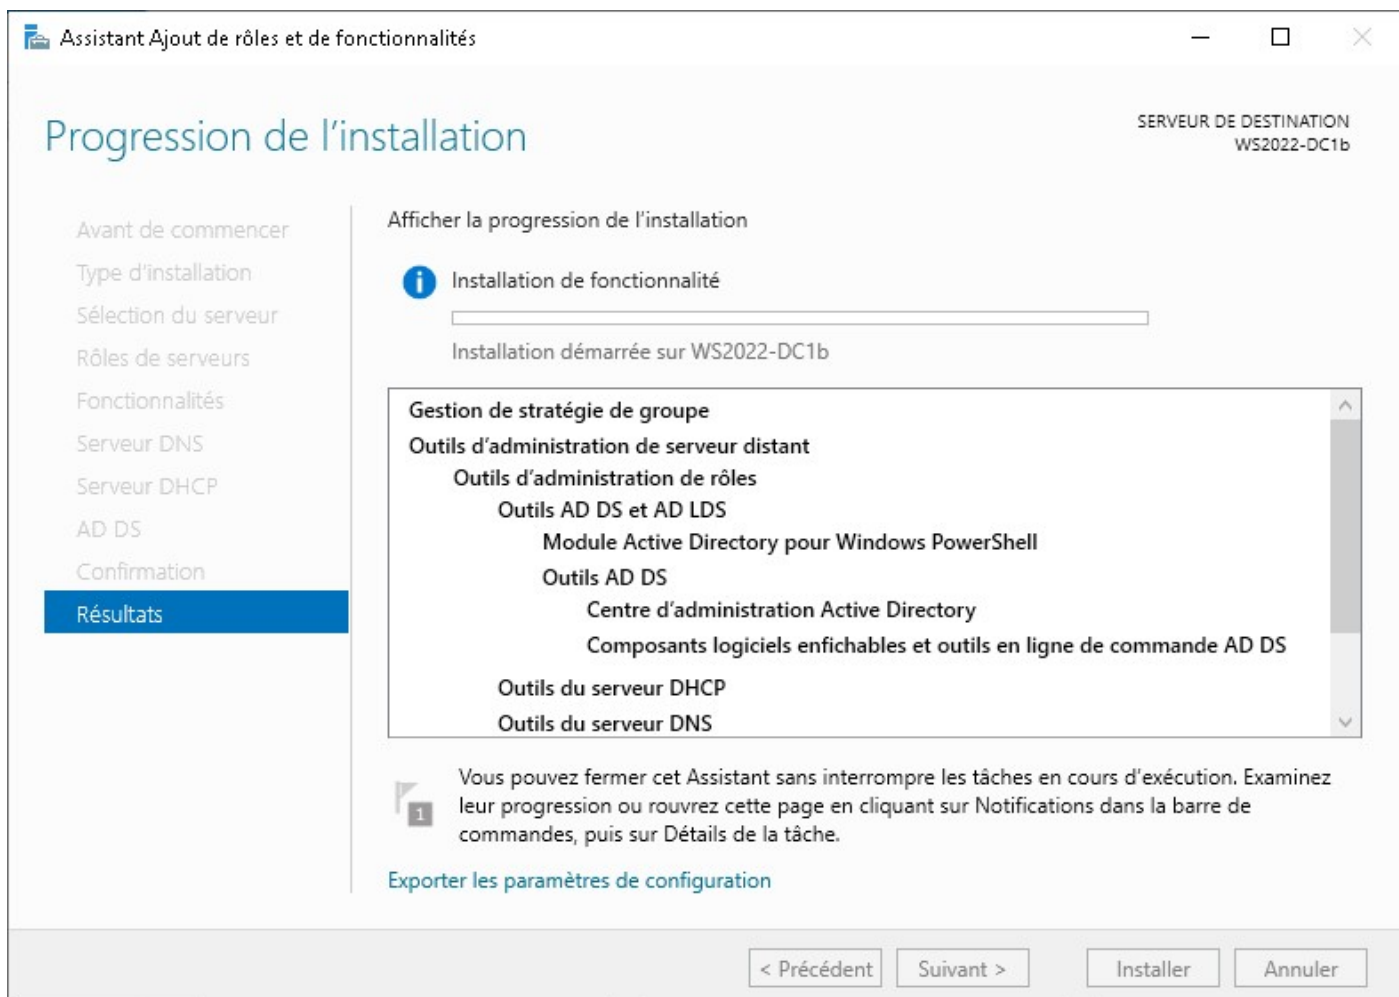 Assistant Ajout de rôles et de fonctionnalités
Progression de l'installation
SERVEUR DE DESTINATION
WS2022-DC1b
Avant de commencer
Type d'installation
Sélection du serveur
Rôles de serveurs
Fonctionnalités
Serveur DNS
Serveur DHCP
AD DS
Confirmation
Résultats
Afficher la progression de l'installation
Installation de fonctionnalité
Installation démarrée sur WS2022-DC1b
Gestion de stratégie de groupe
Outils d'administration de serveur distant
Outils d'administration de rôles
Outils AD DS et AD LDS
Module Active Directory pour Windows PowerShell
Outils AD DS
Centre d'administration Active Directory
Composants logiciels enfichables et outils en ligne de commande AD DS
Outils du serveur DHCP
Outils du serveur DNS
1
Vous pouvez fermer cet Assistant sans interrompre les tâches en cours d'exécution. Examinez
leur progression ou rouvrez cette page en cliquant sur Notifications dans la barre de
commandes, puis sur Détails de la tâche.
Exporter les paramètres de configuration
< Précédent
Suivant >
Installer
Annuler